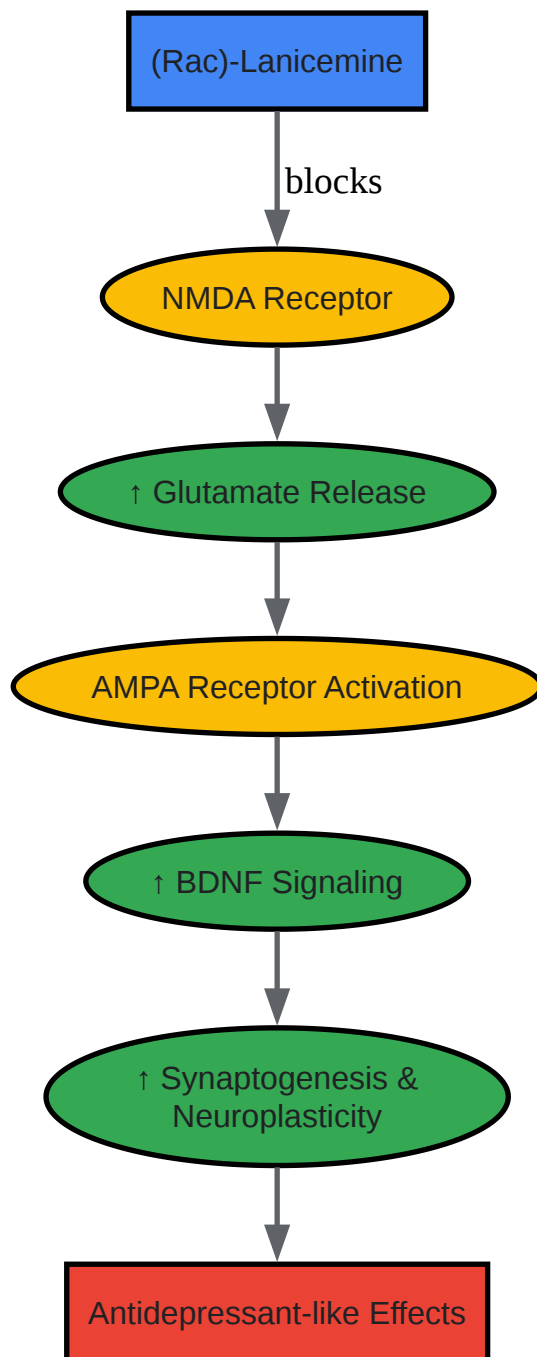 (Rac)-Lanicemine
blocks
NMDA Receptor
↑ Glutamate Release
AMPA Receptor Activation
↑ BDNF Signaling
↑ Synaptogenesis &
Neuroplasticity
Antidepressant-like Effects